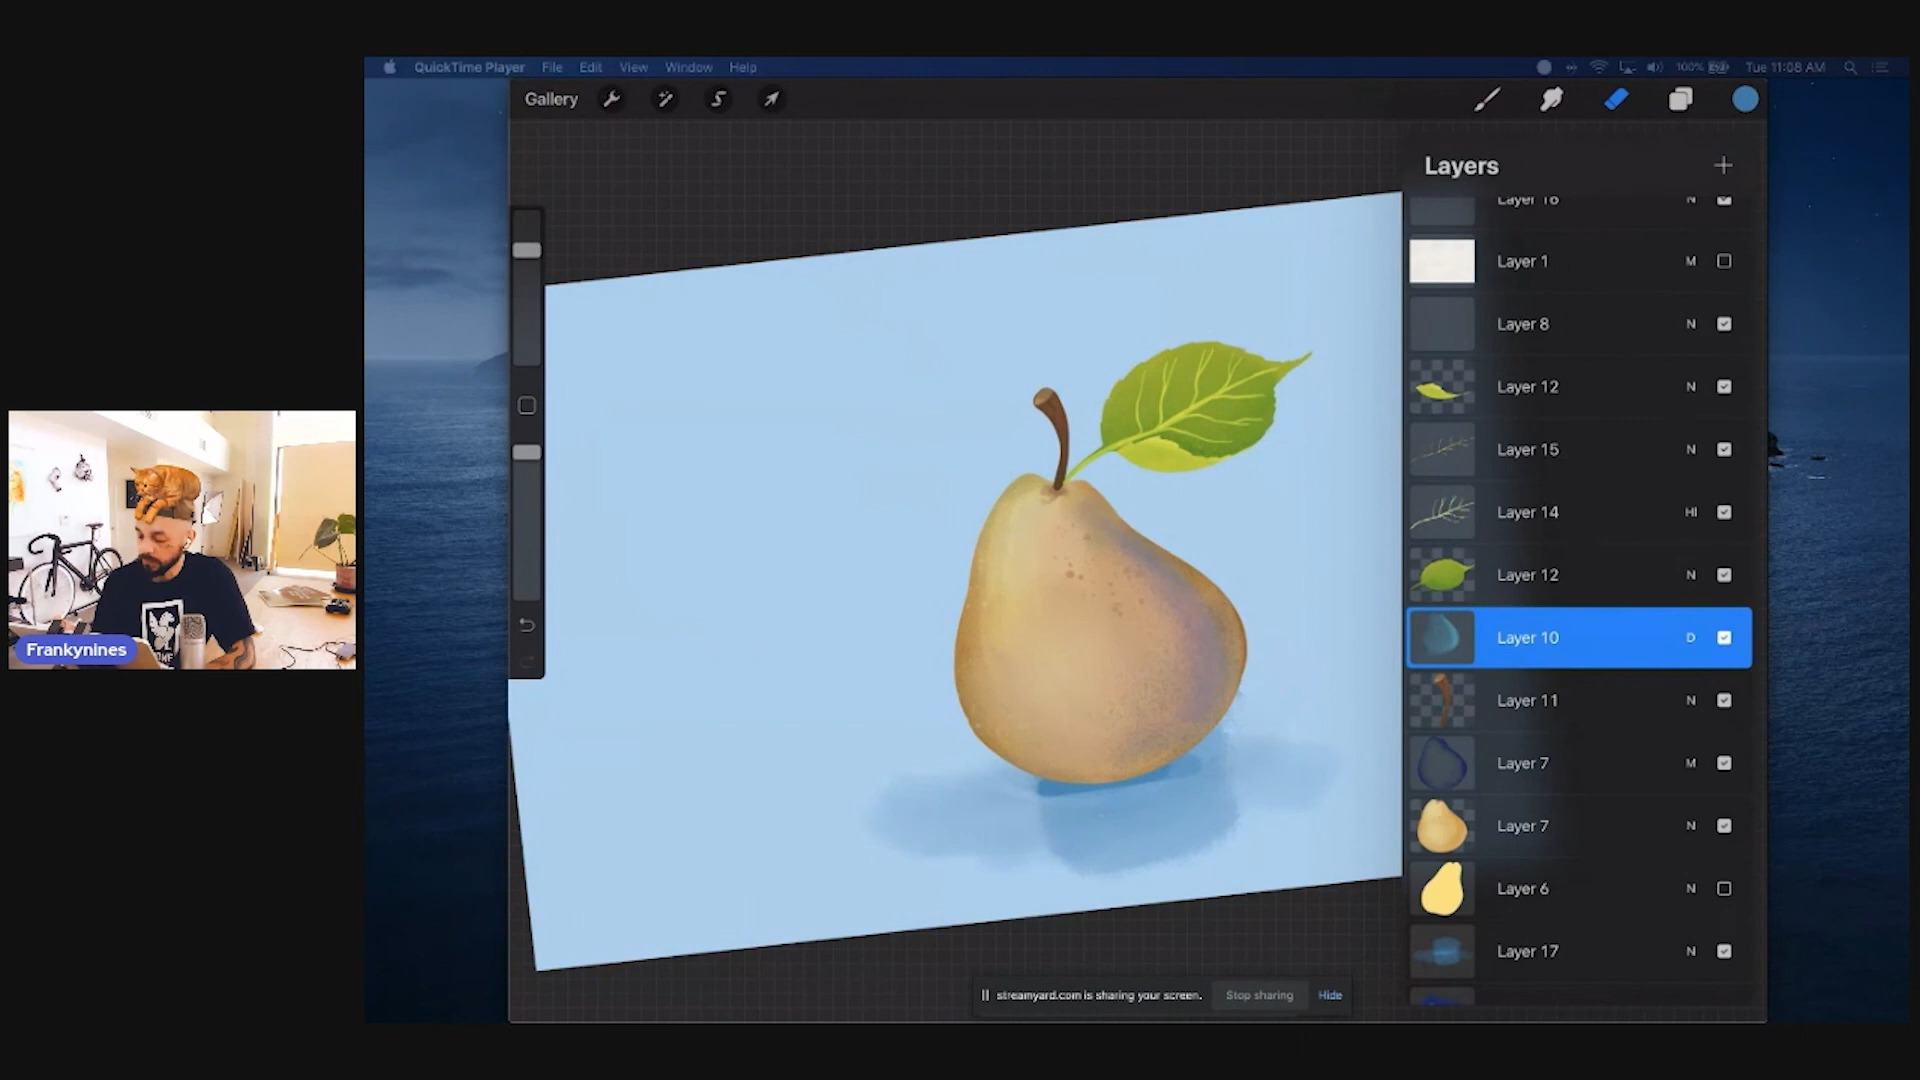 QuickTime Player File Edit View Window Help
100% Tue 11:08 AM
Gallery
Layers
Layer 16 N
Layer 1 M
Layer 8 N
Layer 12 N
Layer 15 N
Layer 14 HI
Layer 12 N
Layer 10 D
Layer 11 N
Layer 7 M
Layer 7 N
Layer 6 N
Layer 17 N
Frankynines
streamyard.com is sharing your screen. Stop sharing Hide